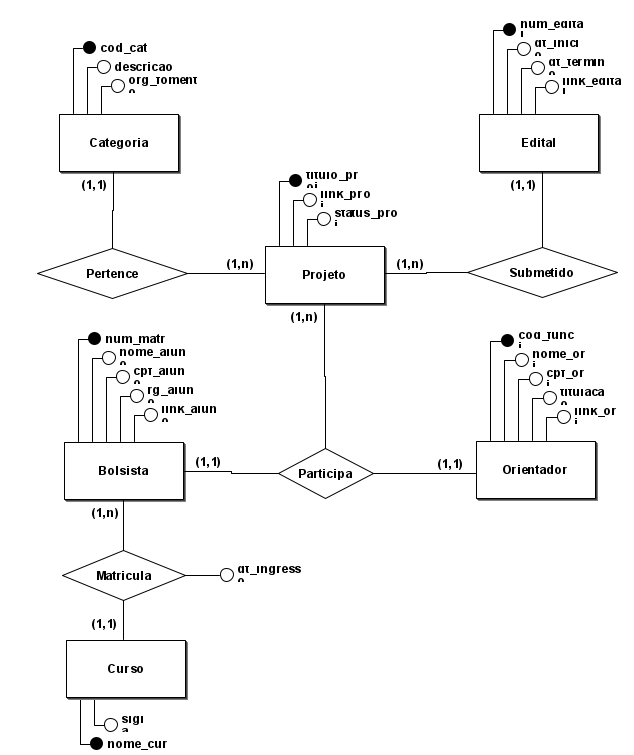 cod_cat
descricao
org_foment
o
Categoria
(1,1)
num_edita
l
dt_inici
o
dt_termin
o
link_edita
l
Edital
(1,1)
titulo_pr
oj
link_pro
j
status_pro
j
Pertence
(1,n)
Projeto
(1,n)
Submetido
(1,n)
num_matr
nome_alun
o
cpf_alun
o
rg_alun
o
link_alun
o
cod_func
i
nome_or
i
cpf_or
i
titulaca
o
link_or
i
Bolsista
(1,1)
Participa
(1,1)
Orientador
(1,n)
Matricula
dt_ingress
o
(1,1)
Curso
sigl
a
nome_cur